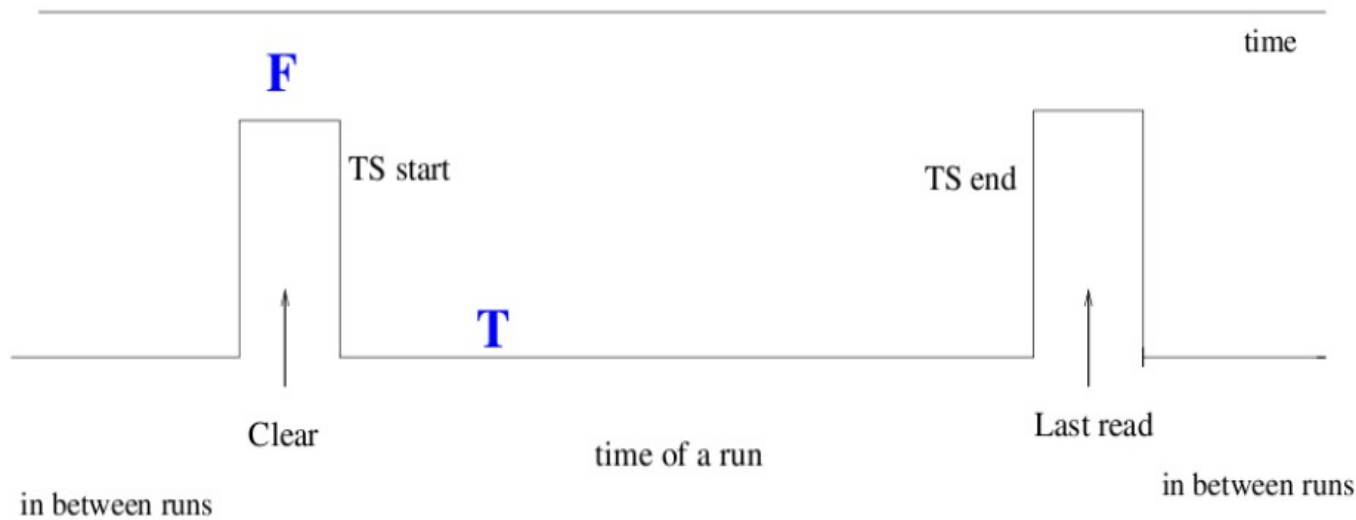 time
F
TS start
TS end
T
Clear
Last read
time of a run
in between runs
in between runs